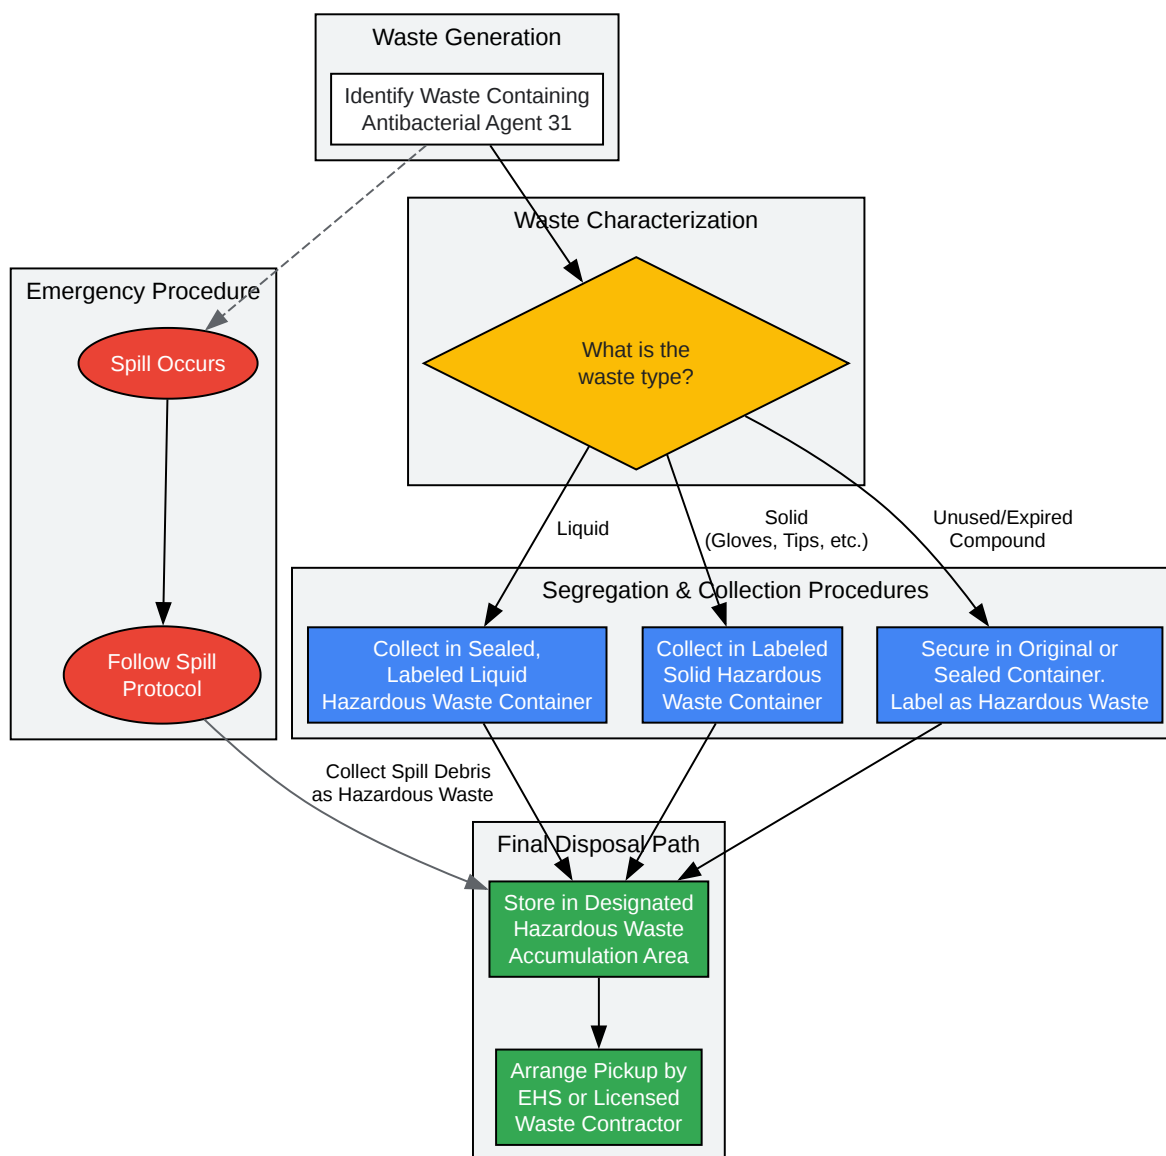 Waste Generation
Identify Waste Containing
Antibacterial Agent 31
Waste Characterization
What is the
waste type?
Emergency Procedure
Spill Occurs
Follow Spill
Protocol
Liquid
Solid
(Gloves, Tips, etc.)
Unused/Expired
Compound
Segregation & Collection Procedures
Collect in Sealed,
Labeled Liquid
Hazardous Waste Container
Collect in Labeled
Solid Hazardous
Waste Container
Secure in Original or
Sealed Container.
Label as Hazardous Waste
Collect Spill Debris
as Hazardous Waste
Final Disposal Path
Store in Designated
Hazardous Waste
Accumulation Area
Arrange Pickup by
EHS or Licensed
Waste Contractor